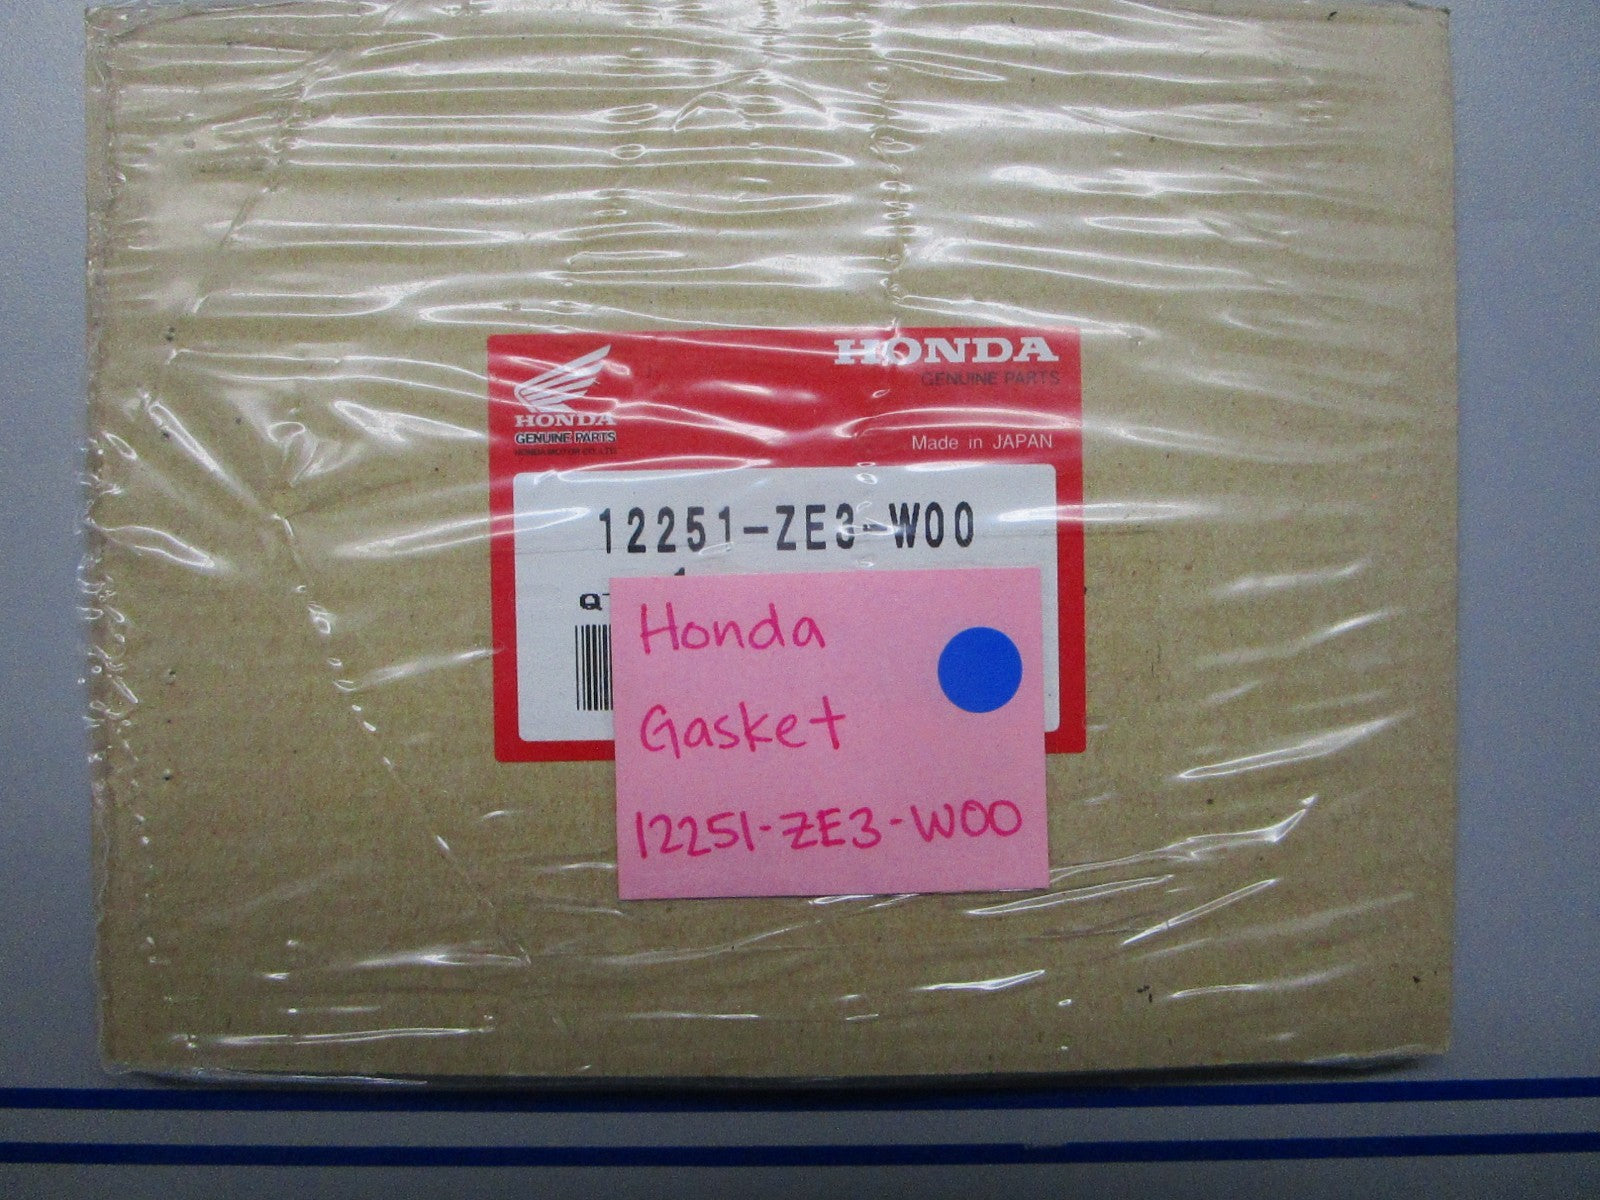 HONDA
GENUINE PARTS
HONDA MOTOR CO.,LTD.
HONDA
GENUINE PARTS
Made in JAPAN
12251-ZE3-W00
Honda
Gasket
12251-ZE3-W00